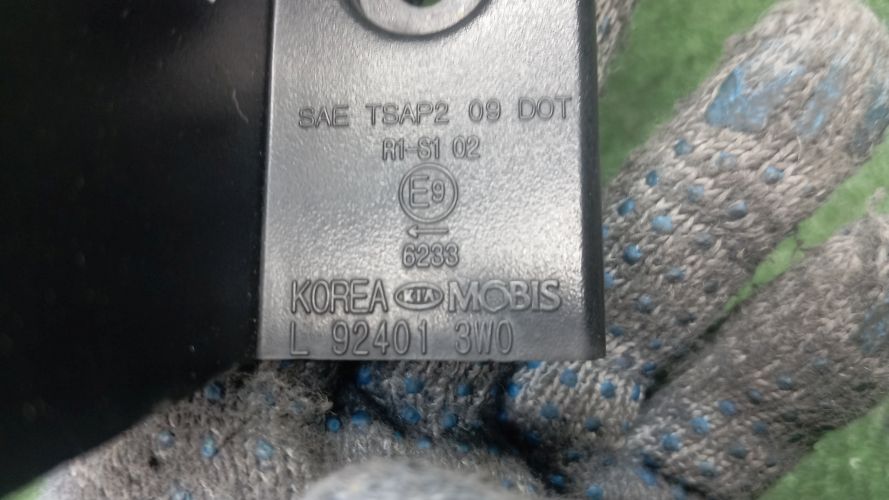 SAE TSAP2 09 DOT
R1-S1 02
E9
←
6233
KOREA KIA MOBIS
L 92401 3W0